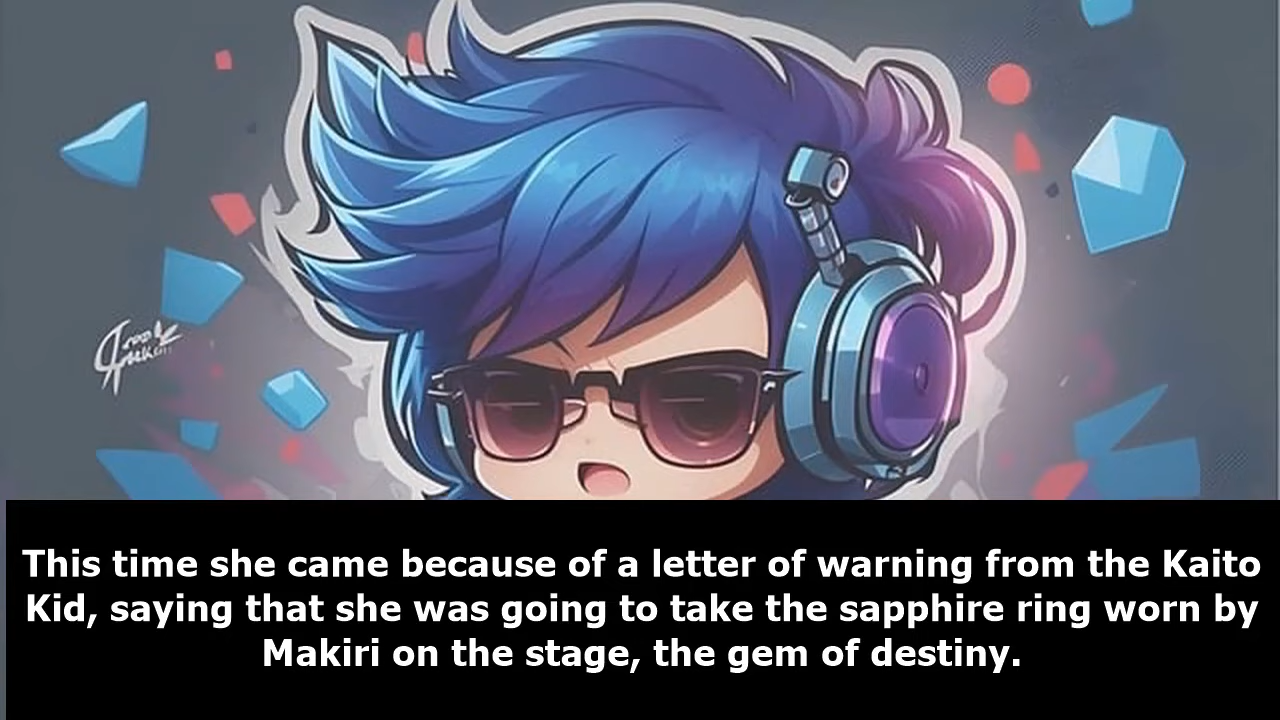 This time she came because of a letter of warning from the Kaito
Kid, saying that she was going to take the sapphire ring worn by
Makiri on the stage, the gem of destiny.